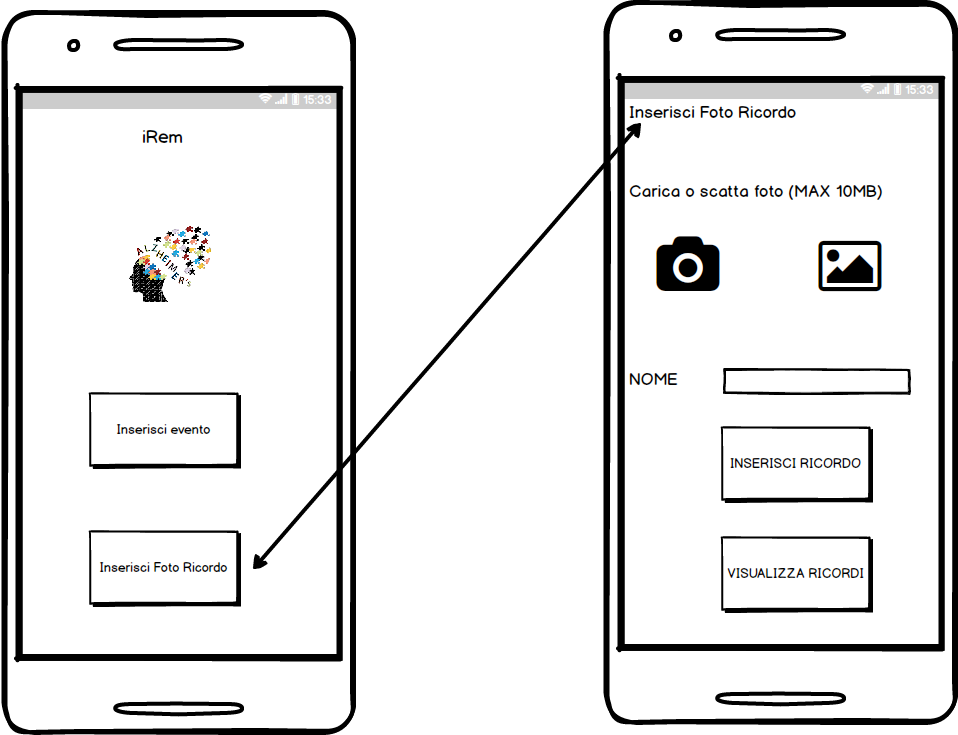 15:33
iRem
ALZHEIMER'S
Inserisci evento
Inserisci Foto Ricordo
15:33
Inserisci Foto Ricordo
Carica o scatta foto (MAX 10MB)
NOME
INSERISCI RICORDO
VISUALIZZA RICORDI